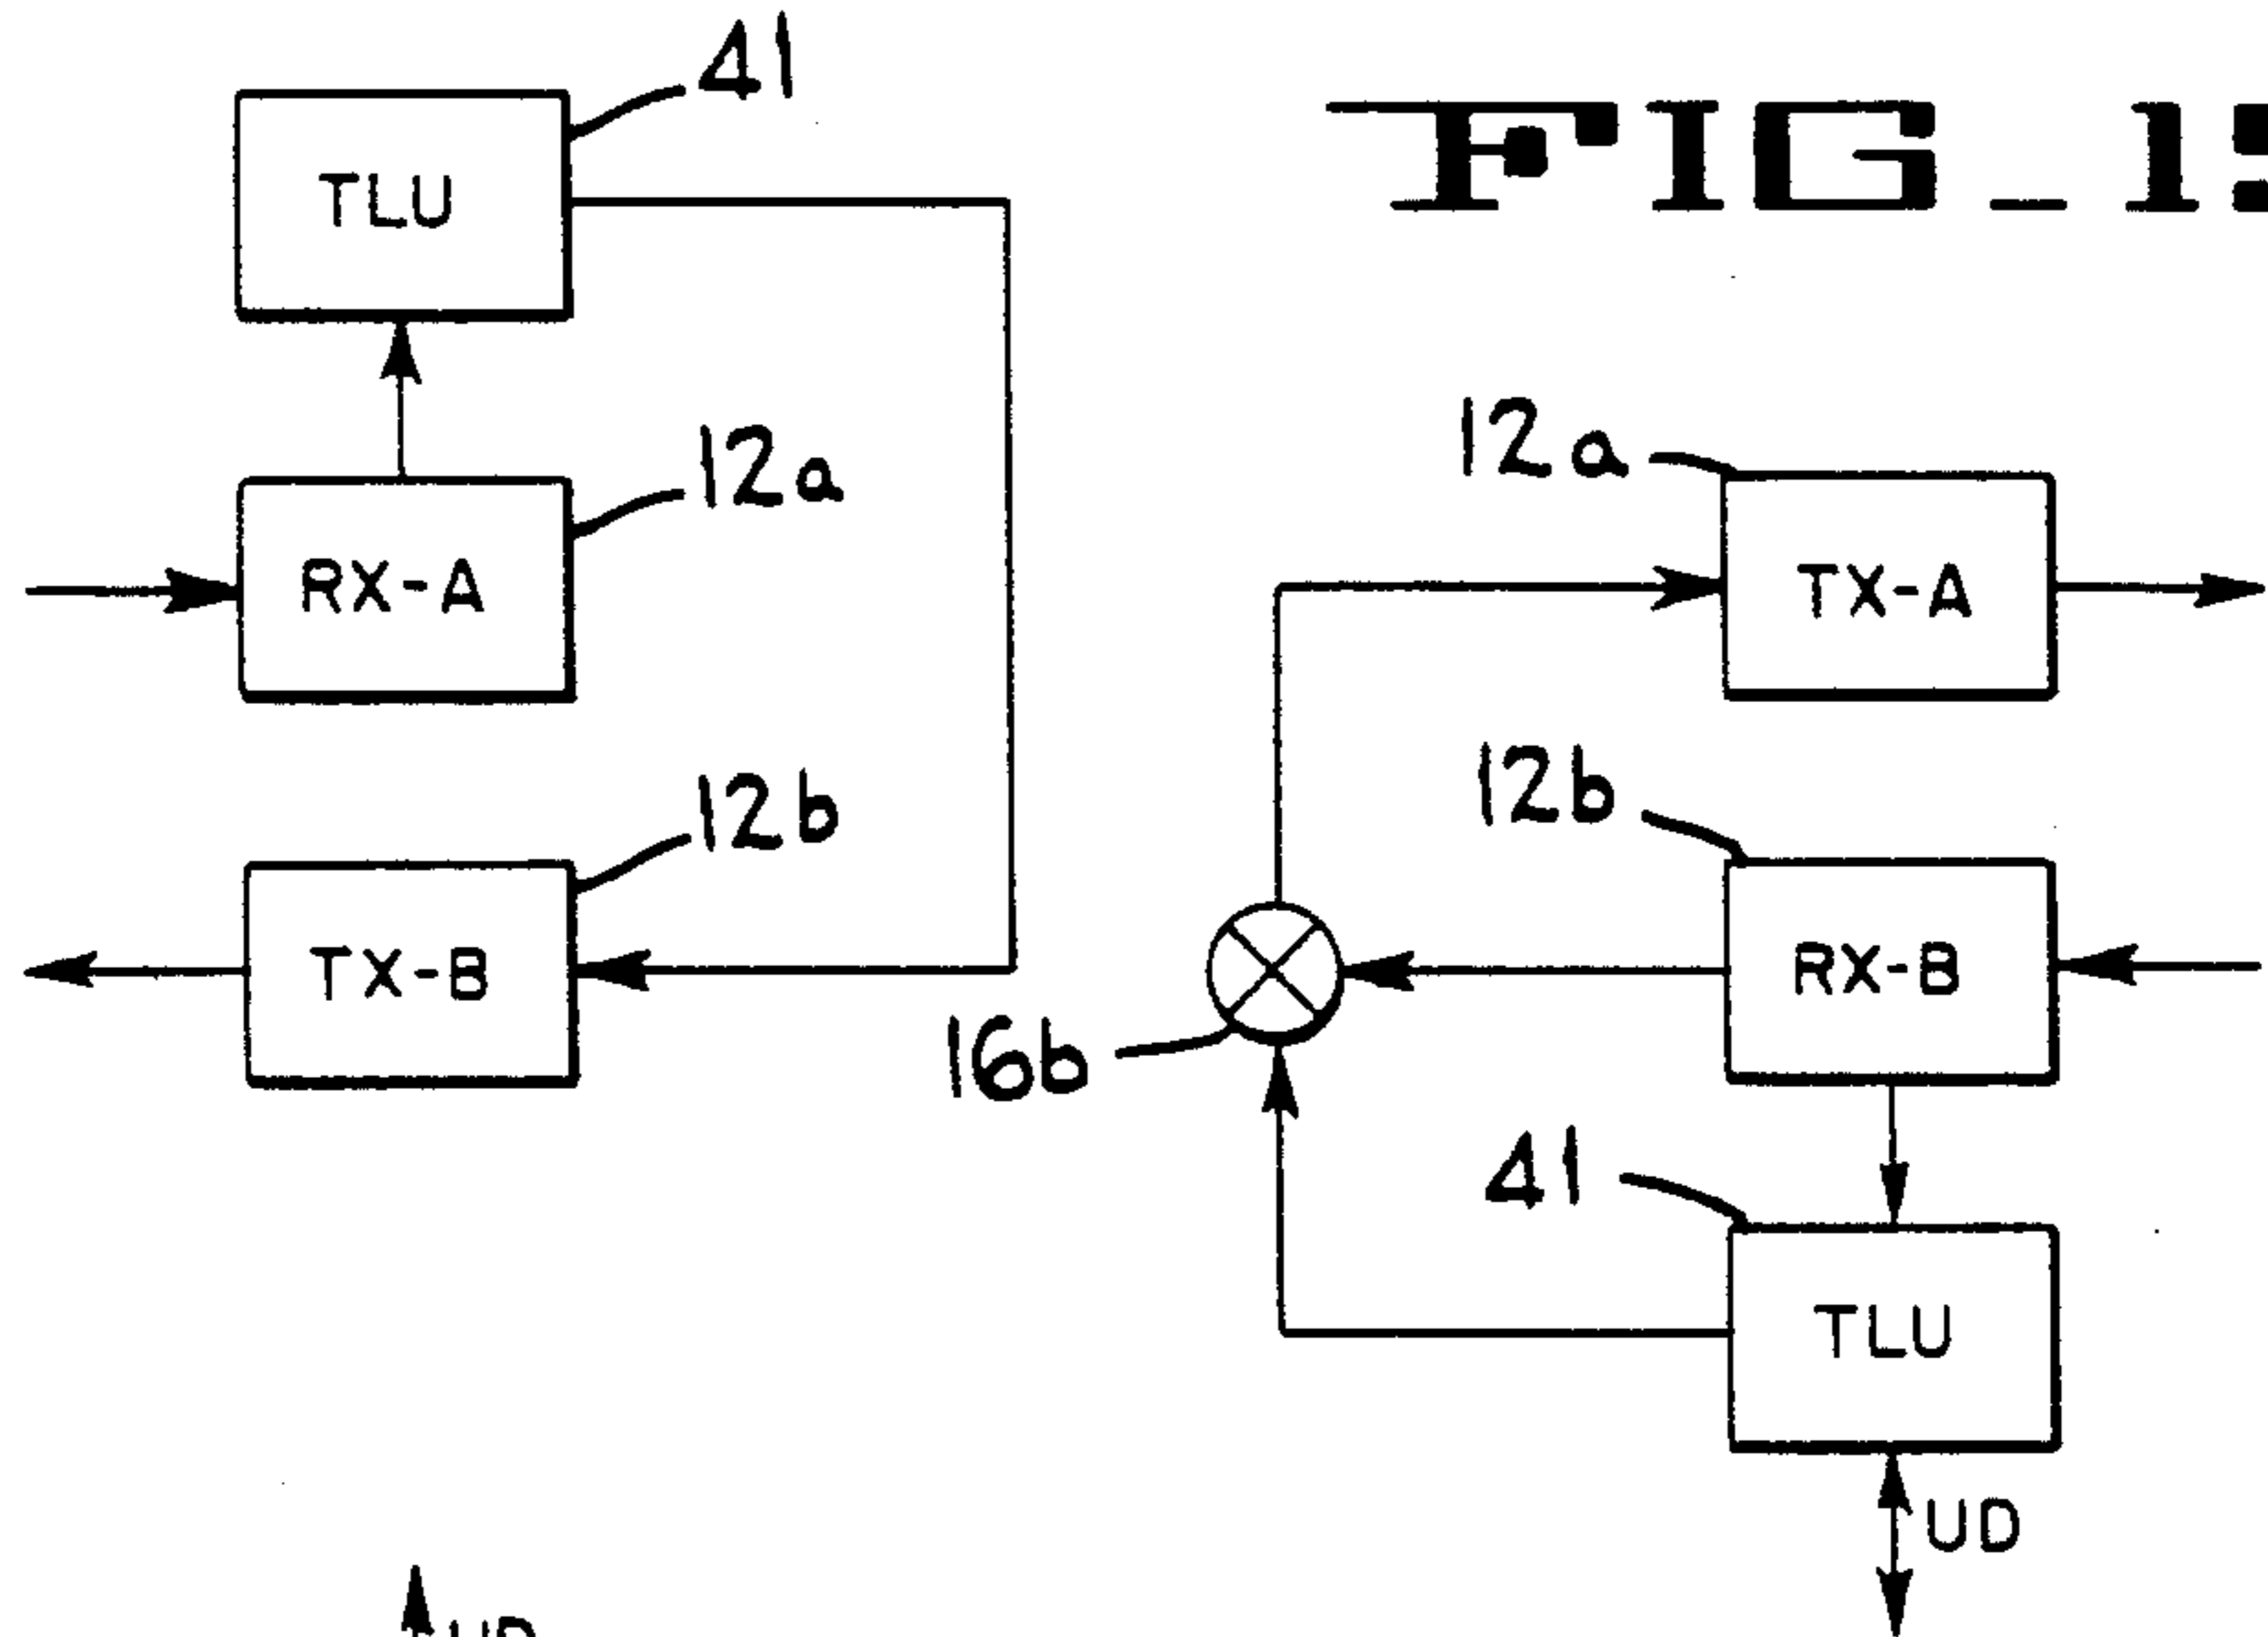 41
FIG_1
TLU
12a
12a
RX-A
TX-A
12b
12b
TX-B
RX-B
16b
41
TLU
UD